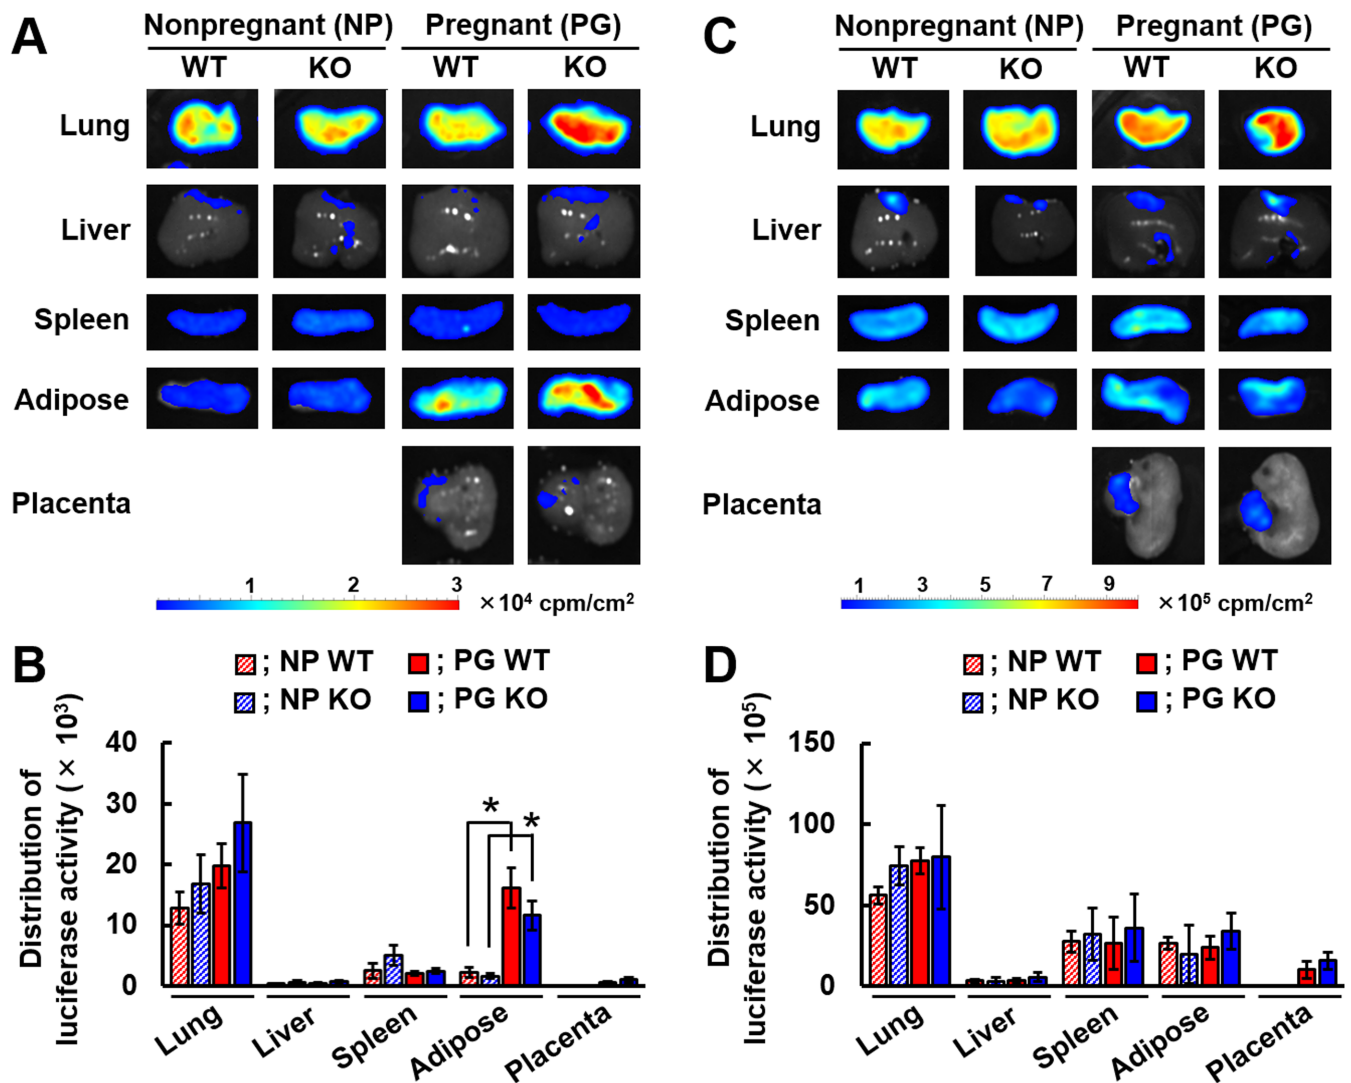 A
Nonpregnant (NP) Pregnant (PG)
WT KO WT KO
Lung
Liver
Spleen
Adipose
Placenta
1 2 3 ×10⁴ cpm/cm²
C
Nonpregnant (NP) Pregnant (PG)
WT KO WT KO
Lung
Liver
Spleen
Adipose
Placenta
1 3 5 7 9 ×10⁵ cpm/cm²
B
; NP WT ; PG WT
; NP KO ; PG KO
Distribution of
luciferase activity (× 10³)
40
30
20
10
0
* *
Lung Liver Spleen Adipose Placenta
D
; NP WT ; PG WT
; NP KO ; PG KO
Distribution of
luciferase activity (× 10⁵)
150
100
50
0
Lung Liver Spleen Adipose Placenta